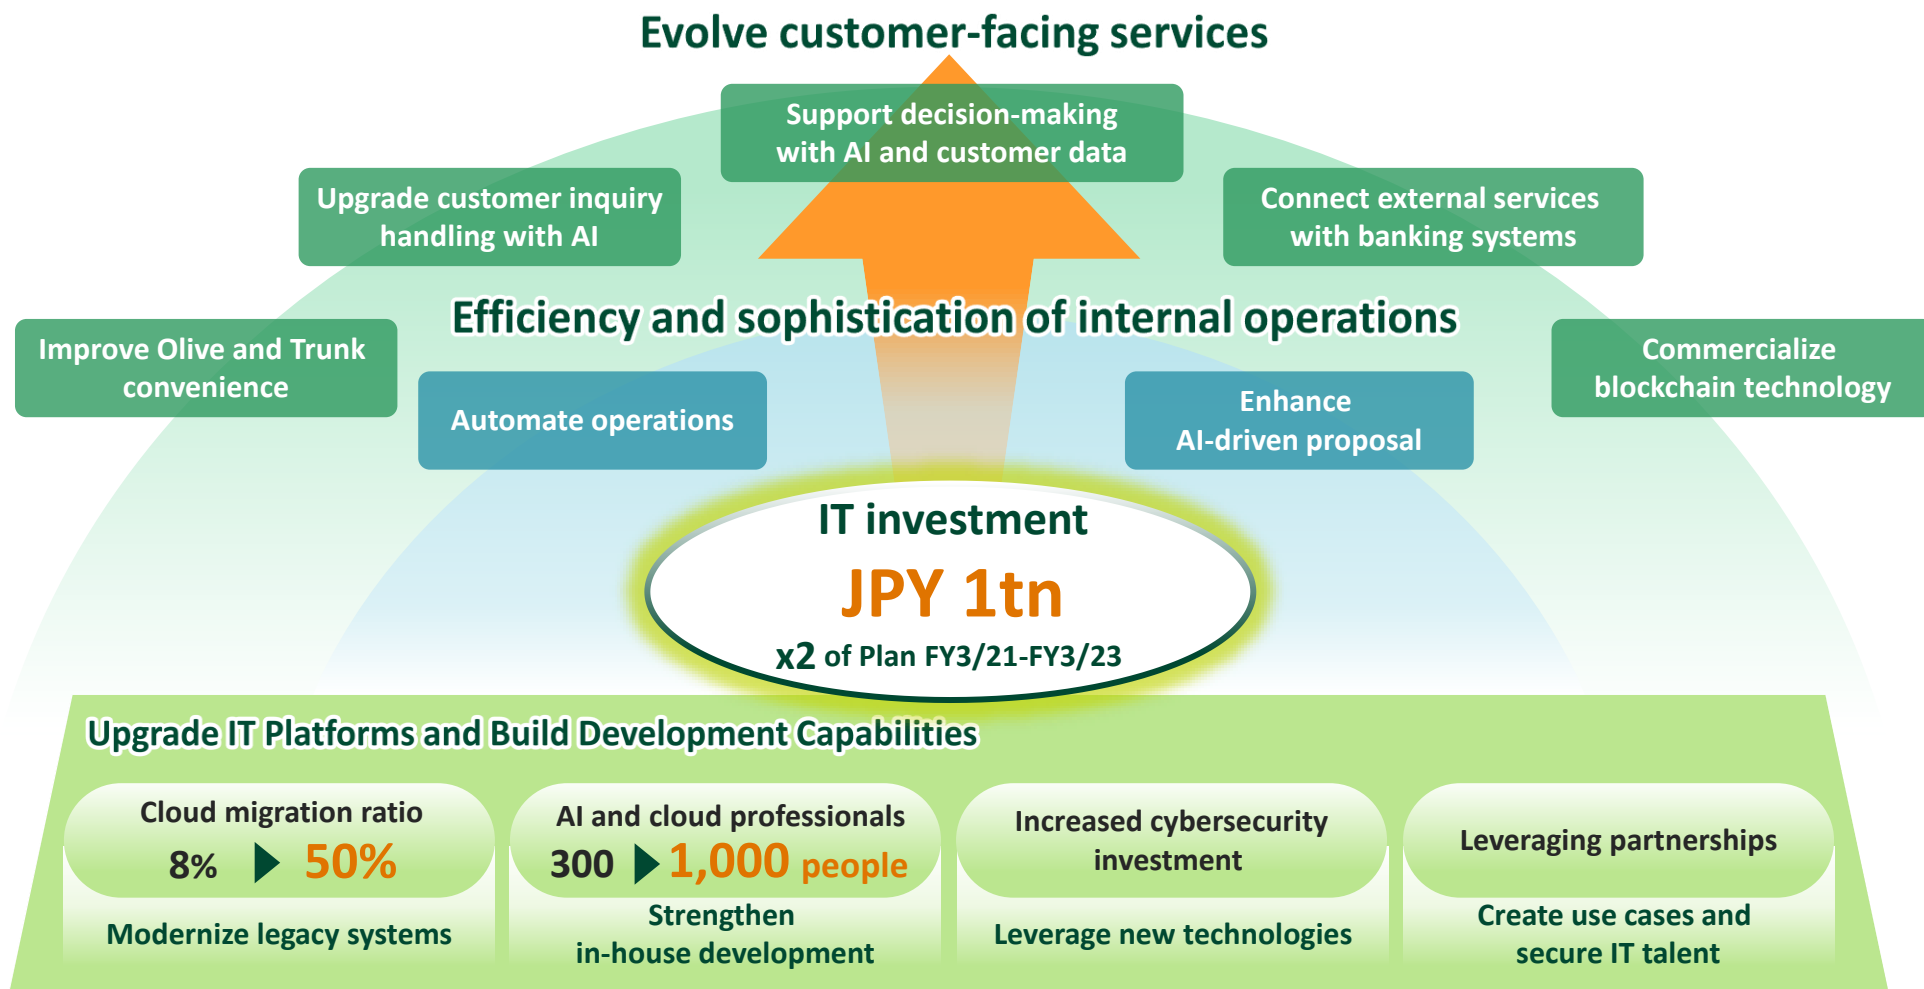 Evolve customer-facing services
Support decision-making
with AI and customer data
Upgrade customer inquiry
handling with AI
Connect external services
with banking systems
Efficiency and sophistication of internal operations
Improve Olive and Trunk
convenience
Commercialize
blockchain technology
Automate operations
Enhance
AI-driven proposal
IT investment
JPY 1tn
x2 of Plan FY3/21-FY3/23
Upgrade IT Platforms and Build Development Capabilities
Cloud migration ratio
8% 50%
Modernize legacy systems
AI and cloud professionals
300 1,000 people
Strengthen
in-house development
Increased cybersecurity
investment
Leverage new technologies
Leveraging partnerships
Create use cases and
secure IT talent